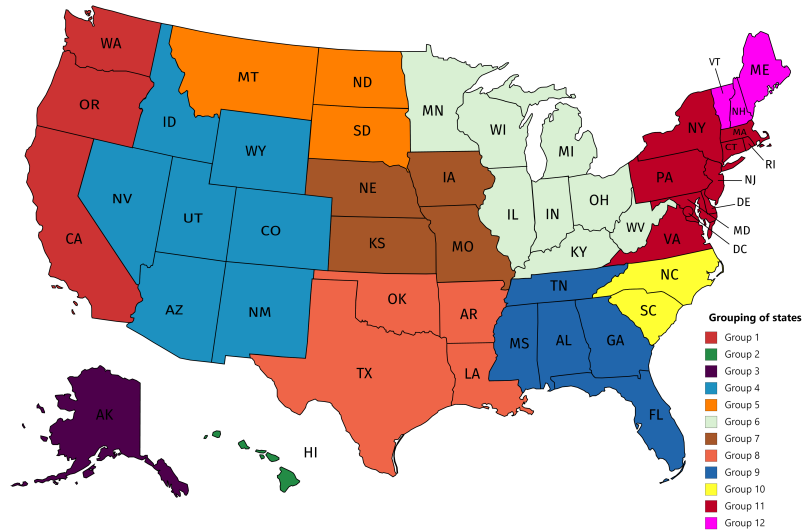 WA
VT
ME
MT
ND
OR
MN
NH
ID
WI
NY
MA
SD
WY
MI
CT
RI
IA
PA
NJ
NE
NV
OH
DE
UT
IL
IN
CO
WV
MD
CA
KS
MO
KY
VA
DC
NC
TN
OK
AZ
NM
AR
SC
Grouping of states
MS
AL
GA
Group 1
Group 2
TX
LA
Group 3
Group 4
Group 5
AK
FL
Group 6
Group 7
HI
Group 8
Group 9
Group 10
Group 11
Group 12